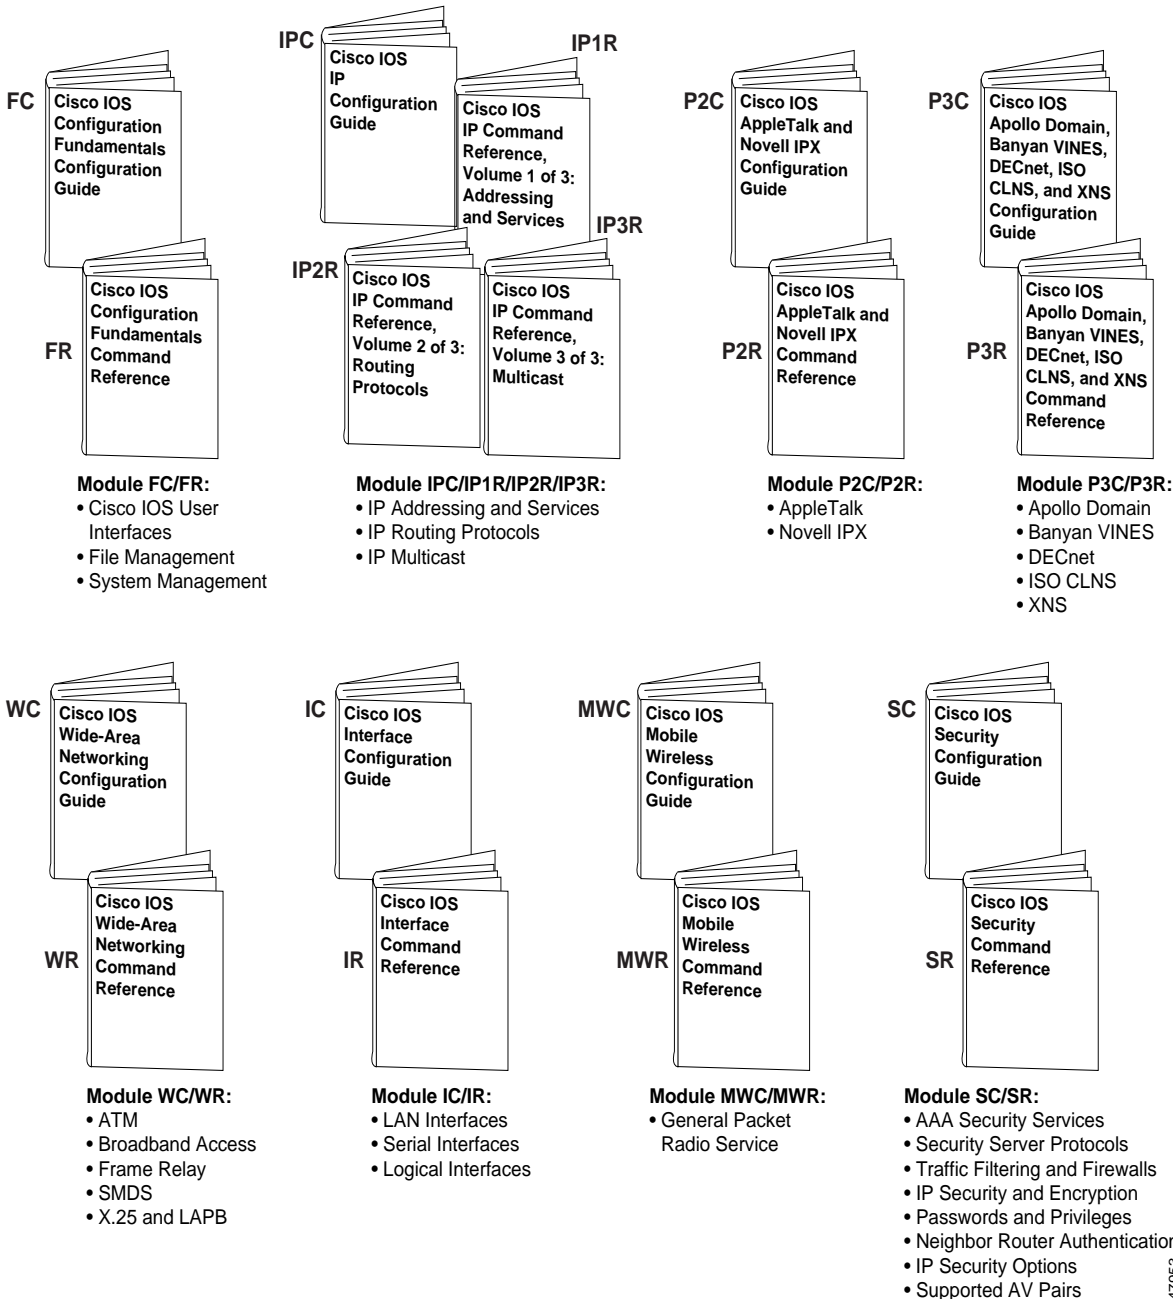 FC
Cisco IOS
Configuration
Fundamentals
Configuration
Guide
FR
Cisco IOS
Configuration
Fundamentals
Command
Reference
Module FC/FR:
• Cisco IOS User
Interfaces
• File Management
• System Management
IPC
Cisco IOS
IP
Configuration
Guide
IP1R
Cisco IOS
IP Command
Reference,
Volume 1 of 3:
Addressing
and Services
IP2R
Cisco IOS
IP Command
Reference,
Volume 2 of 3:
Routing
Protocols
IP3R
Cisco IOS
IP Command
Reference,
Volume 3 of 3:
Multicast
Module IPC/IP1R/IP2R/IP3R:
• IP Addressing and Services
• IP Routing Protocols
• IP Multicast
P2C
Cisco IOS
AppleTalk and
Novell IPX
Configuration
Guide
P2R
Cisco IOS
AppleTalk and
Novell IPX
Command
Reference
Module P2C/P2R:
• AppleTalk
• Novell IPX
P3C
Cisco IOS
Apollo Domain,
Banyan VINES,
DECnet, ISO
CLNS, and XNS
Configuration
Guide
P3R
Cisco IOS
Apollo Domain,
Banyan VINES,
DECnet, ISO
CLNS, and XNS
Command
Reference
Module P3C/P3R:
• Apollo Domain
• Banyan VINES
• DECnet
• ISO CLNS
• XNS
WC
Cisco IOS
Wide-Area
Networking
Configuration
Guide
WR
Cisco IOS
Wide-Area
Networking
Command
Reference
Module WC/WR:
• ATM
• Broadband Access
• Frame Relay
• SMDS
• X.25 and LAPB
IC
Cisco IOS
Interface
Configuration
Guide
IR
Cisco IOS
Interface
Command
Reference
Module IC/IR:
• LAN Interfaces
• Serial Interfaces
• Logical Interfaces
MWC
Cisco IOS
Mobile
Wireless
Configuration
Guide
MWR
Cisco IOS
Mobile
Wireless
Command
Reference
Module MWC/MWR:
• General Packet
Radio Service
SC
Cisco IOS
Security
Configuration
Guide
SR
Cisco IOS
Security
Command
Reference
Module SC/SR:
• AAA Security Services
• Security Server Protocols
• Traffic Filtering and Firewalls
• IP Security and Encryption
• Passwords and Privileges
• Neighbor Router Authentication
• IP Security Options
• Supported AV Pairs